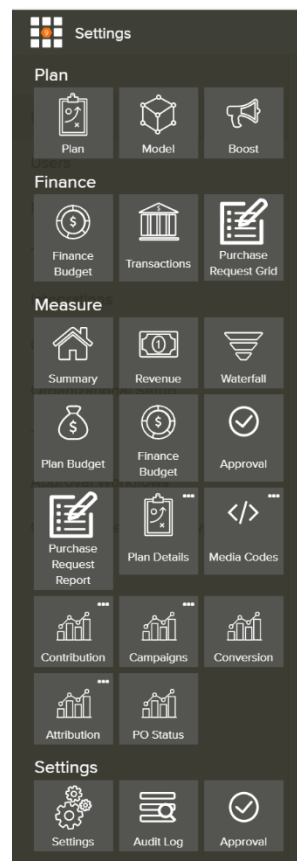 Settings
Plan
Plan
Model
Boost
Finance
Finance
Budget
Transactions
Purchase
Request Grid
Measure
Summary
Revenue
Waterfall
Plan Budget
Finance
Budget
Approval
Purchase
Request
Report
Plan Details
Media Codes
Contribution
Campaigns
Conversion
Attribution
PO Status
Settings
Settings
Audit Log
Approval